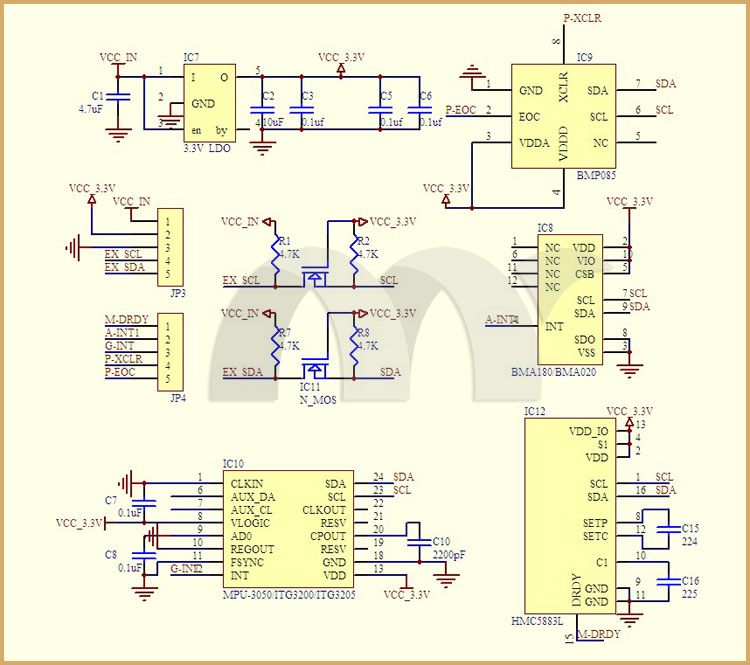 P-XCLR
VCC_IN
IC7
VCC_3.3V
8
IC9
1 I O 5
GND XCLR SDA 7 SDA
1
C1
4.7uF
2 GND
C2
C3
0.1uf
C5
0.1uf
C6
0.1uf
P-EOC 2 EOC SCL 6 SCL
3 en by
3.3V LDO
3 VDDA VDDD NC 5
BMP085
4
VCC_3.3V
VCC_IN
1
2
3
EX_SCL 4
EX_SDA 5
JP3
VCC_IN
VCC_3.3V
R1
4.7K
R2
4.7K
EX_SCL
SCL
VCC_3.3V
VCC_3.3V
IC8
1 NC VDD 2
6 NC VIO
11 NC CSB 5
12 NC
SCL 7 SCL
SDA 9 SDA
A-INT INT
SDO 8
VSS 3
BMA180/BMA020
M-DRDY 1
A-INT1 2
G-INT 3
P-XCLR 4
P-EOC 5
JP4
VCC_IN
VCC_3.3V
R7
4.7K
R8
4.7K
EX_SDA
SDA
IC11
N_MOS
IC12
VCC_3.3V
VDD_IO 13
S1 4
VDD 2
SCL 1 SCL
SDA 16 SDA
SETP 8
SETC 12
C15
224
C1 10
C16
225
DRDY
GND 9
GND 11
HMC5883L
15
M-DRDY
IC10
1 CLKIN SDA 24 SDA
6 AUX_DA SCL 23 SCL
7 AUX_CL CLKOUT 22
8 VLOGIC RESV 21
9 AD0 CPOUT 20
10 REGOUT RESV 19
11 FSYNC GND 18
G-INT 12 INT VDD 13
C7
0.1uF
VCC_3.3V
C8
0.1uF
C10
2200pF
VCC_3.3V
MPU-3050/ITG3200/ITG3205